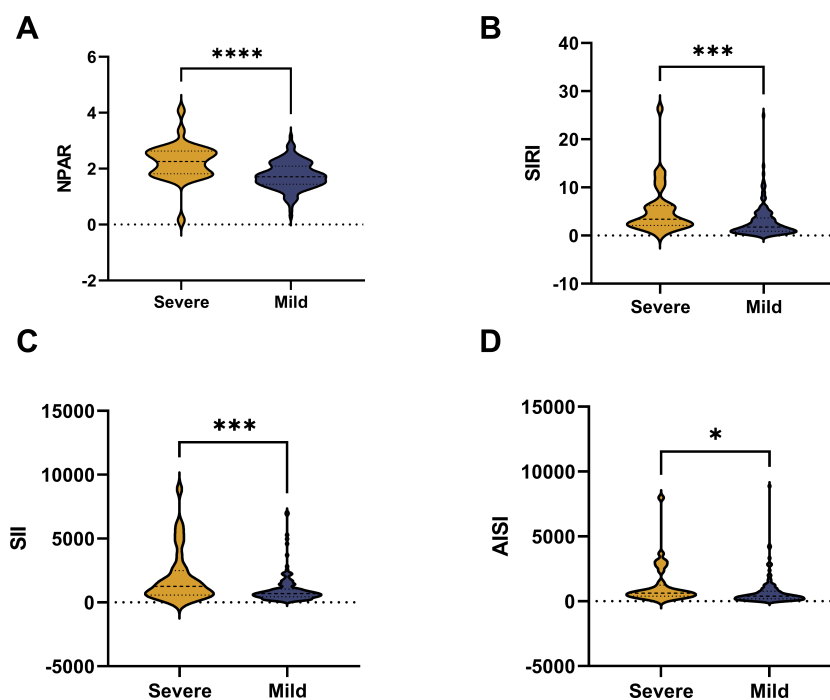 A
B
6
4
2
0
-2
NPAR
****
Severe
Mild
40
30
20
10
0
-10
SIRI
***
Severe
Mild
C
D
15000
10000
5000
0
-5000
SII
***
Severe
Mild
15000
10000
5000
0
-5000
AISI
*
Severe
Mild